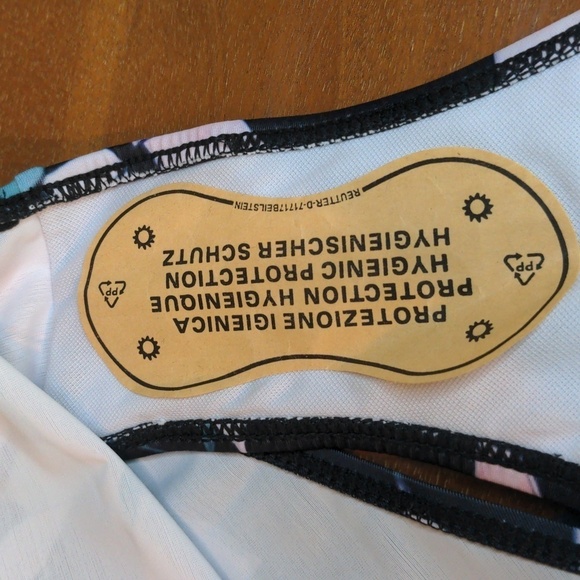 PROTEZIONE IGIENICA
PROTECTION HYGIENIQUE
HYGIENIC PROTECTION
HYGIENISCHER SCHUTZ
REUTTER-D-71717BEILSTEIN
PP
PP